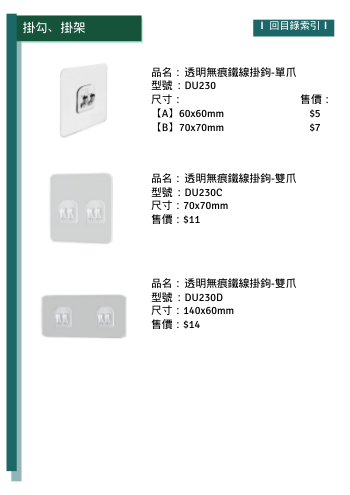 掛勾、掛架
回目錄索引
品名：透明無痕鐵線掛鉤-單爪
型號：DU230
尺寸： 售價：
【A】60x60mm $5
【B】70x70mm $7
品名：透明無痕鐵線掛鉤-雙爪
型號：DU230C
尺寸：70x70mm
售價：$11
品名：透明無痕鐵線掛鉤-雙爪
型號：DU230D
尺寸：140x60mm
售價：$14